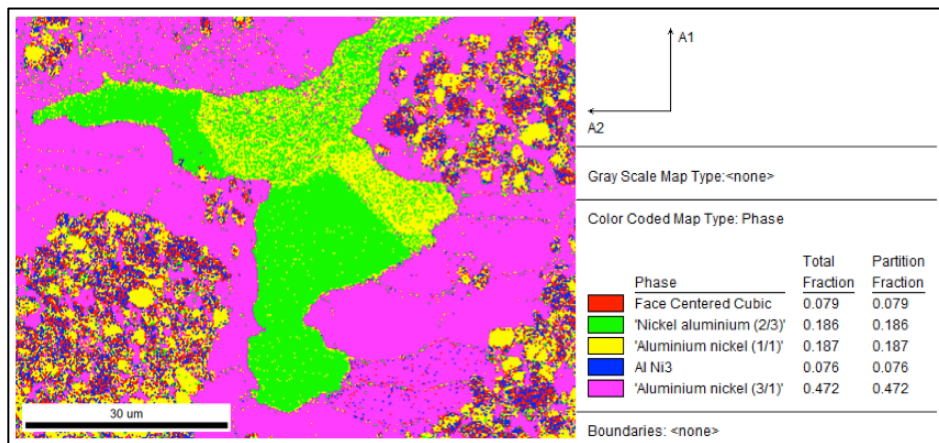 A1
A2
Gray Scale Map Type:<none>
Color Coded Map Type: Phase
Total Partition
Phase Fraction Fraction
Face Centered Cubic 0.079 0.079
'Nickel aluminium (2/3)' 0.186 0.186
'Aluminium nickel (1/1)' 0.187 0.187
Al Ni3 0.076 0.076
'Aluminium nickel (3/1)' 0.472 0.472
Boundaries: <none>
30 um